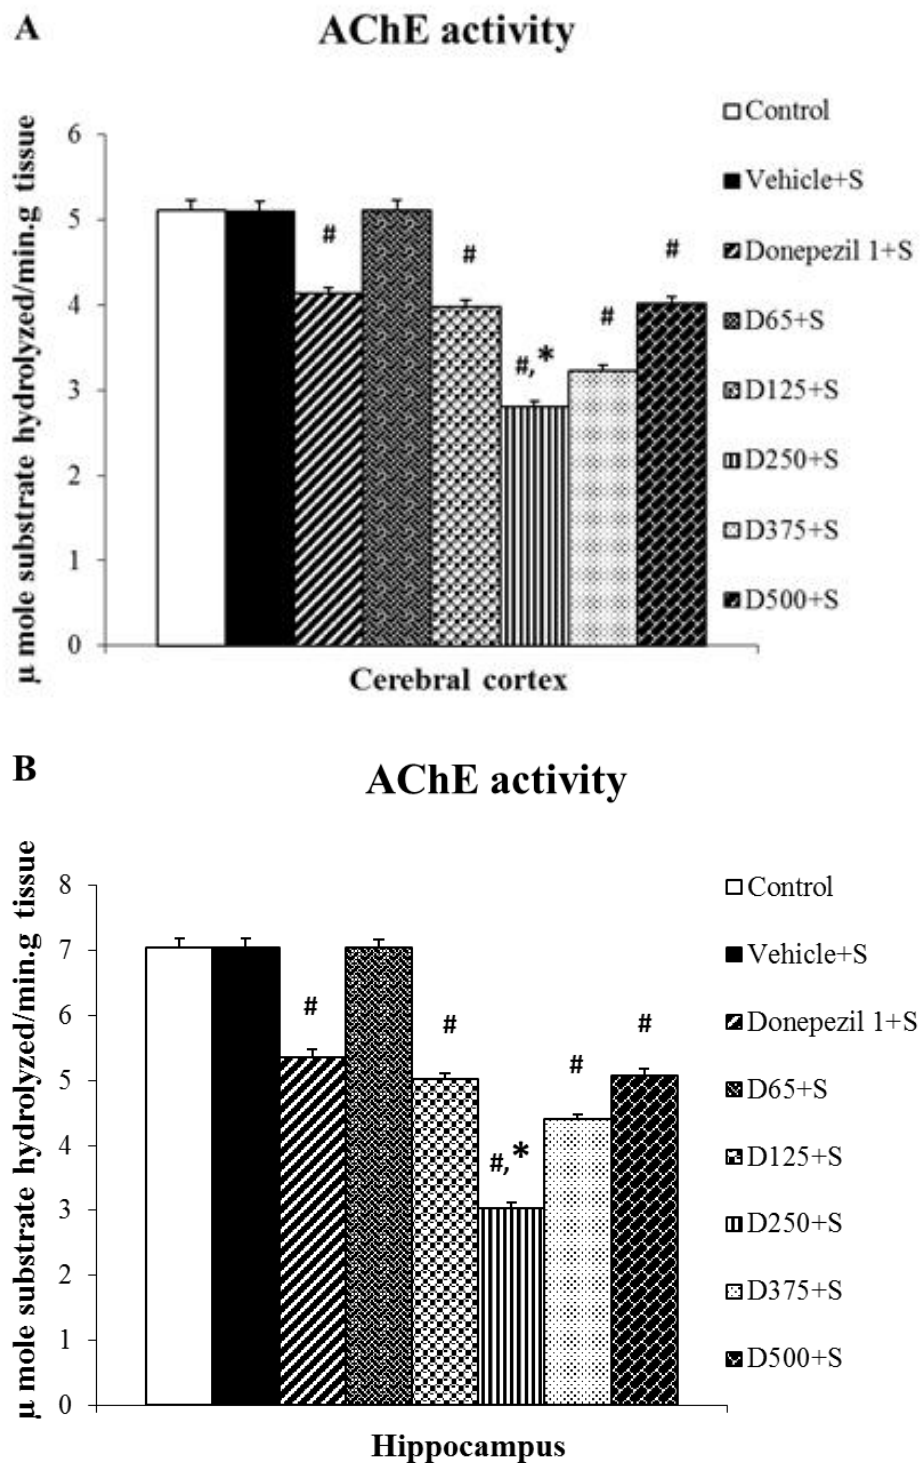 A
AChE activity
μ mole substrate hydrolyzed/min.g tissue
6
5
4
3
2
1
0
#
#
#,*
#
#
Cerebral cortex
Control
Vehicle+S
Donepezil 1+S
D65+S
D125+S
D250+S
D375+S
D500+S
B
AChE activity
μ mole substrate hydrolyzed/min.g tissue
8
7
6
5
4
3
2
1
0
#
#
#,*
#
#
Hippocampus
Control
Vehicle+S
Donepezil 1+S
D65+S
D125+S
D250+S
D375+S
D500+S